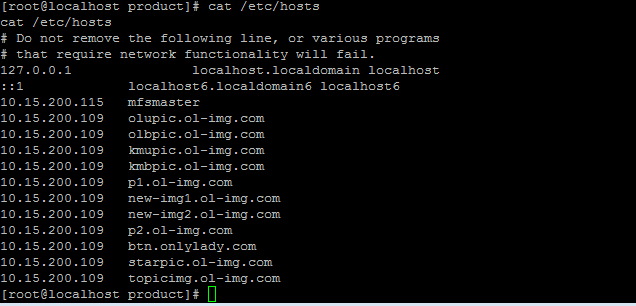 [root@localhost product]# cat /etc/hosts
cat /etc/hosts
# Do not remove the following line, or various programs
# that require network functionality will fail.
127.0.0.1               localhost.localdomain localhost
::1             localhost6.localdomain6 localhost6
10.15.200.115   mfsmaster
10.15.200.109   olupic.ol-img.com
10.15.200.109   olbpic.ol-img.com
10.15.200.109   kmupic.ol-img.com
10.15.200.109   kmbpic.ol-img.com
10.15.200.109   p1.ol-img.com
10.15.200.109   new-img1.ol-img.com
10.15.200.109   new-img2.ol-img.com
10.15.200.109   p2.ol-img.com
10.15.200.109   btn.onlylady.com
10.15.200.109   starpic.ol-img.com
10.15.200.109   topicimg.ol-img.com
[root@localhost product]#